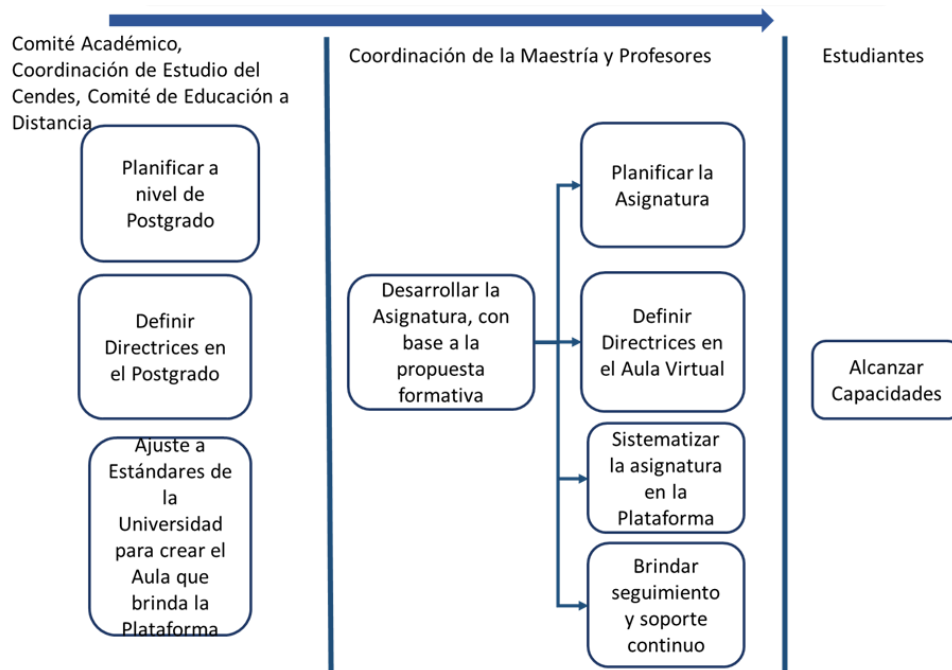 Comité Académico,
Coordinación de Estudio del
Cendes, Comité de Educación a
Distancia
Planificar a
nivel de
Postgrado
Definir
Directrices en
el Postgrado
Ajuste a
Estándares de
la
Universidad
para crear el
Aula que
brinda la
Plataforma
Coordinación de la Maestría y Profesores
Desarrollar la
Asignatura, con
base a la
propuesta
formativa
Planificar la
Asignatura
Definir
Directrices en
el Aula Virtual
Sistematizar
la asignatura
en la
Plataforma
Brindar
seguimiento
y soporte
continuo
Estudiantes
Alcanzar
Capacidades